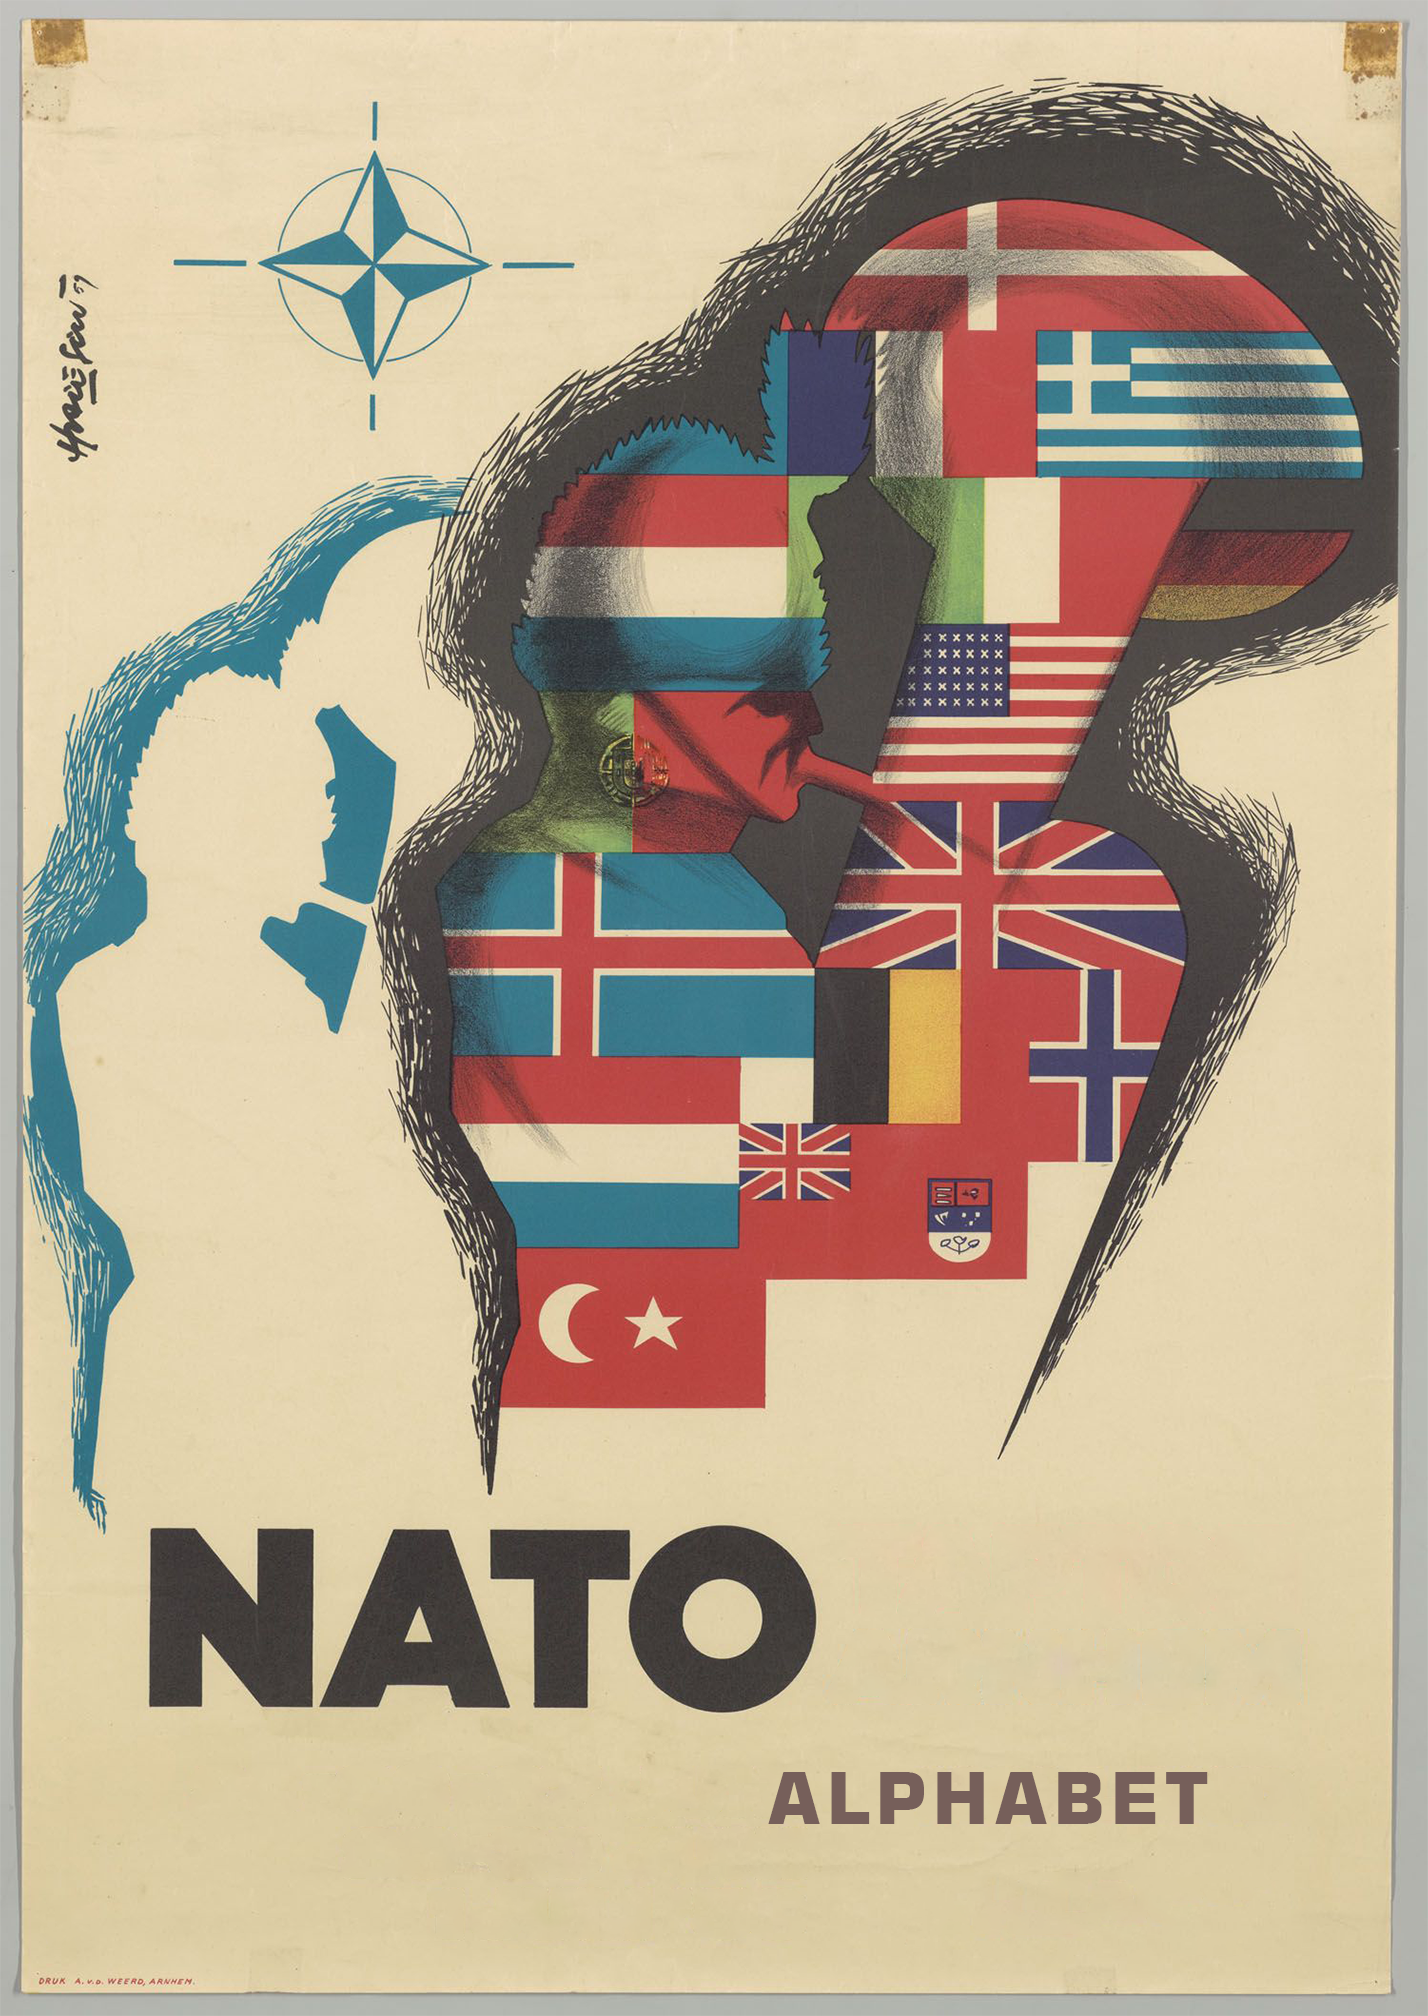 NATO
ALPHABET
DRUK A. v. D. WEERD, ARNHEM.